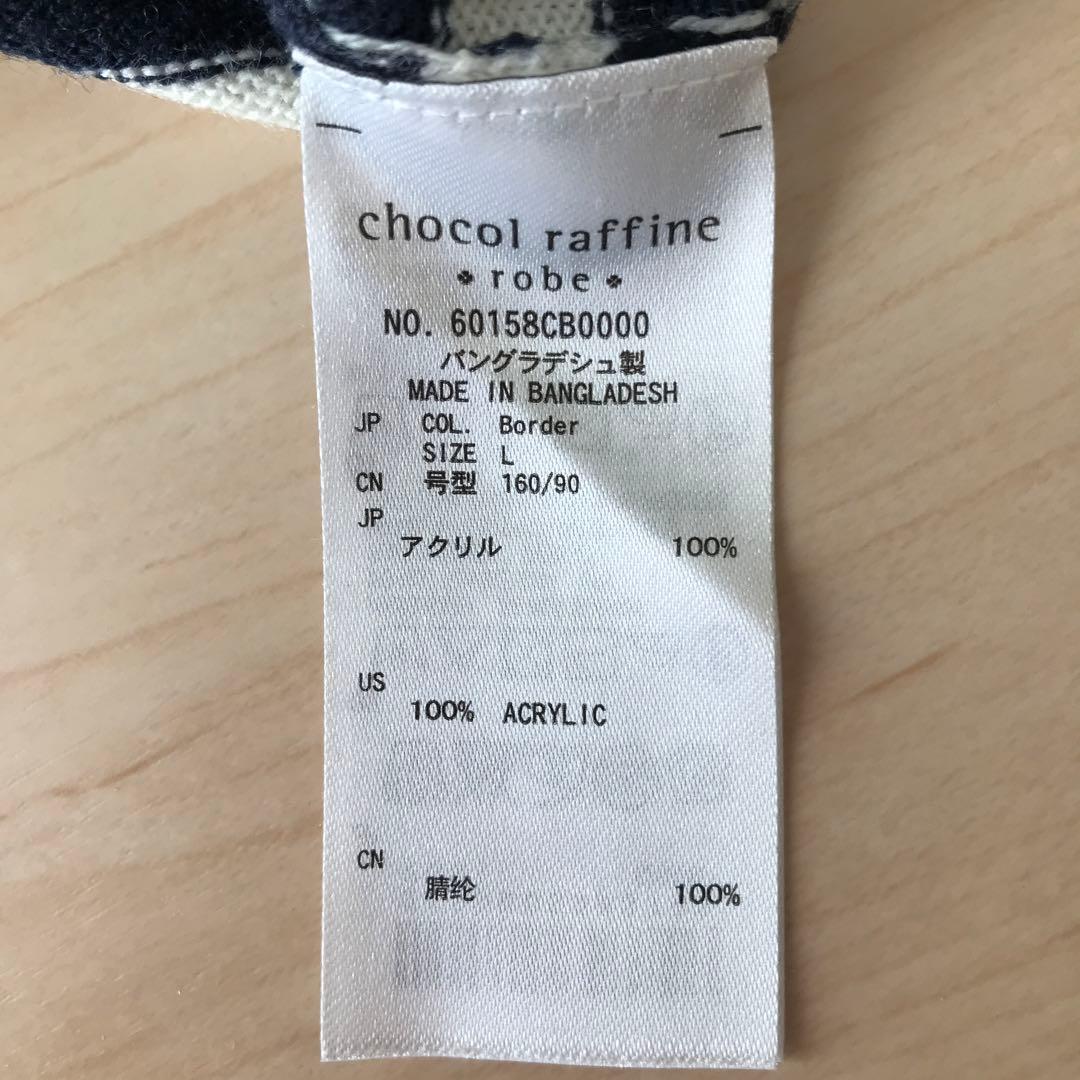 chocol raffine
robe
NO. 60158CB0000
バングラデシュ製
MADE IN BANGLADESH
JP COL. Border
SIZE L
CN 号型 160/90
JP
アクリル 100%
US
100% ACRYLIC
CN
腈纶 100%